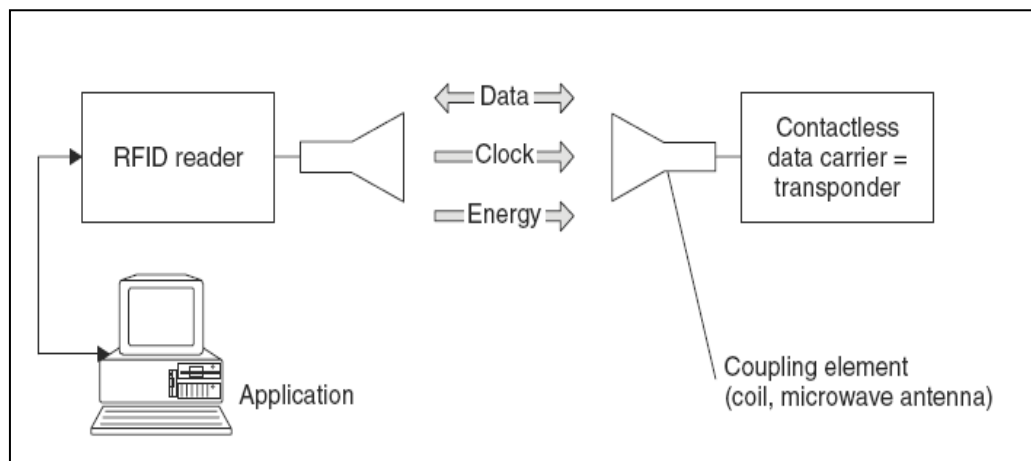 Data
RFID reader
Clock
Contactless
data carrier =
transponder
Energy
Application
Coupling element
(coil, microwave antenna)